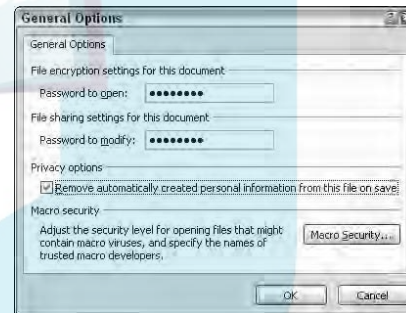 General Options
General Options
File encryption settings for this document
Password to open: ●●●●●●●●
File sharing settings for this document
Password to modify: ●●●●●●●●
Privacy options
Remove automatically created personal information from this file on save
Macro security
Adjust the security level for opening files that might
contain macro viruses, and specify the names of
trusted macro developers.
Macro Security...
OK Cancel